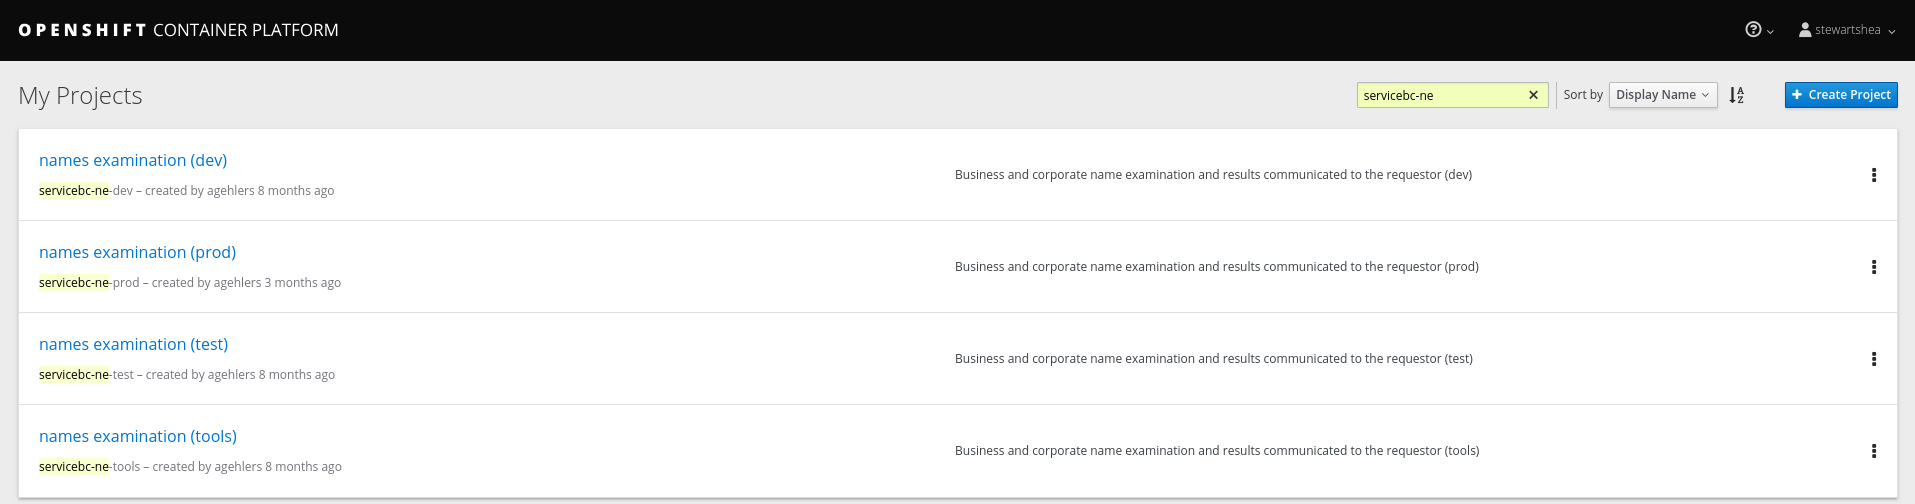 OPENSHIFT CONTAINER PLATFORM
stewartshea
My Projects
servicebc-ne
Sort by
Display Name
A
Z
+ Create Project
names examination (dev)
servicebc-ne-dev – created by agehlers 8 months ago
Business and corporate name examination and results communicated to the requestor (dev)
names examination (prod)
servicebc-ne-prod – created by agehlers 3 months ago
Business and corporate name examination and results communicated to the requestor (prod)
names examination (test)
servicebc-ne-test – created by agehlers 8 months ago
Business and corporate name examination and results communicated to the requestor (test)
names examination (tools)
servicebc-ne-tools – created by agehlers 8 months ago
Business and corporate name examination and results communicated to the requestor (tools)